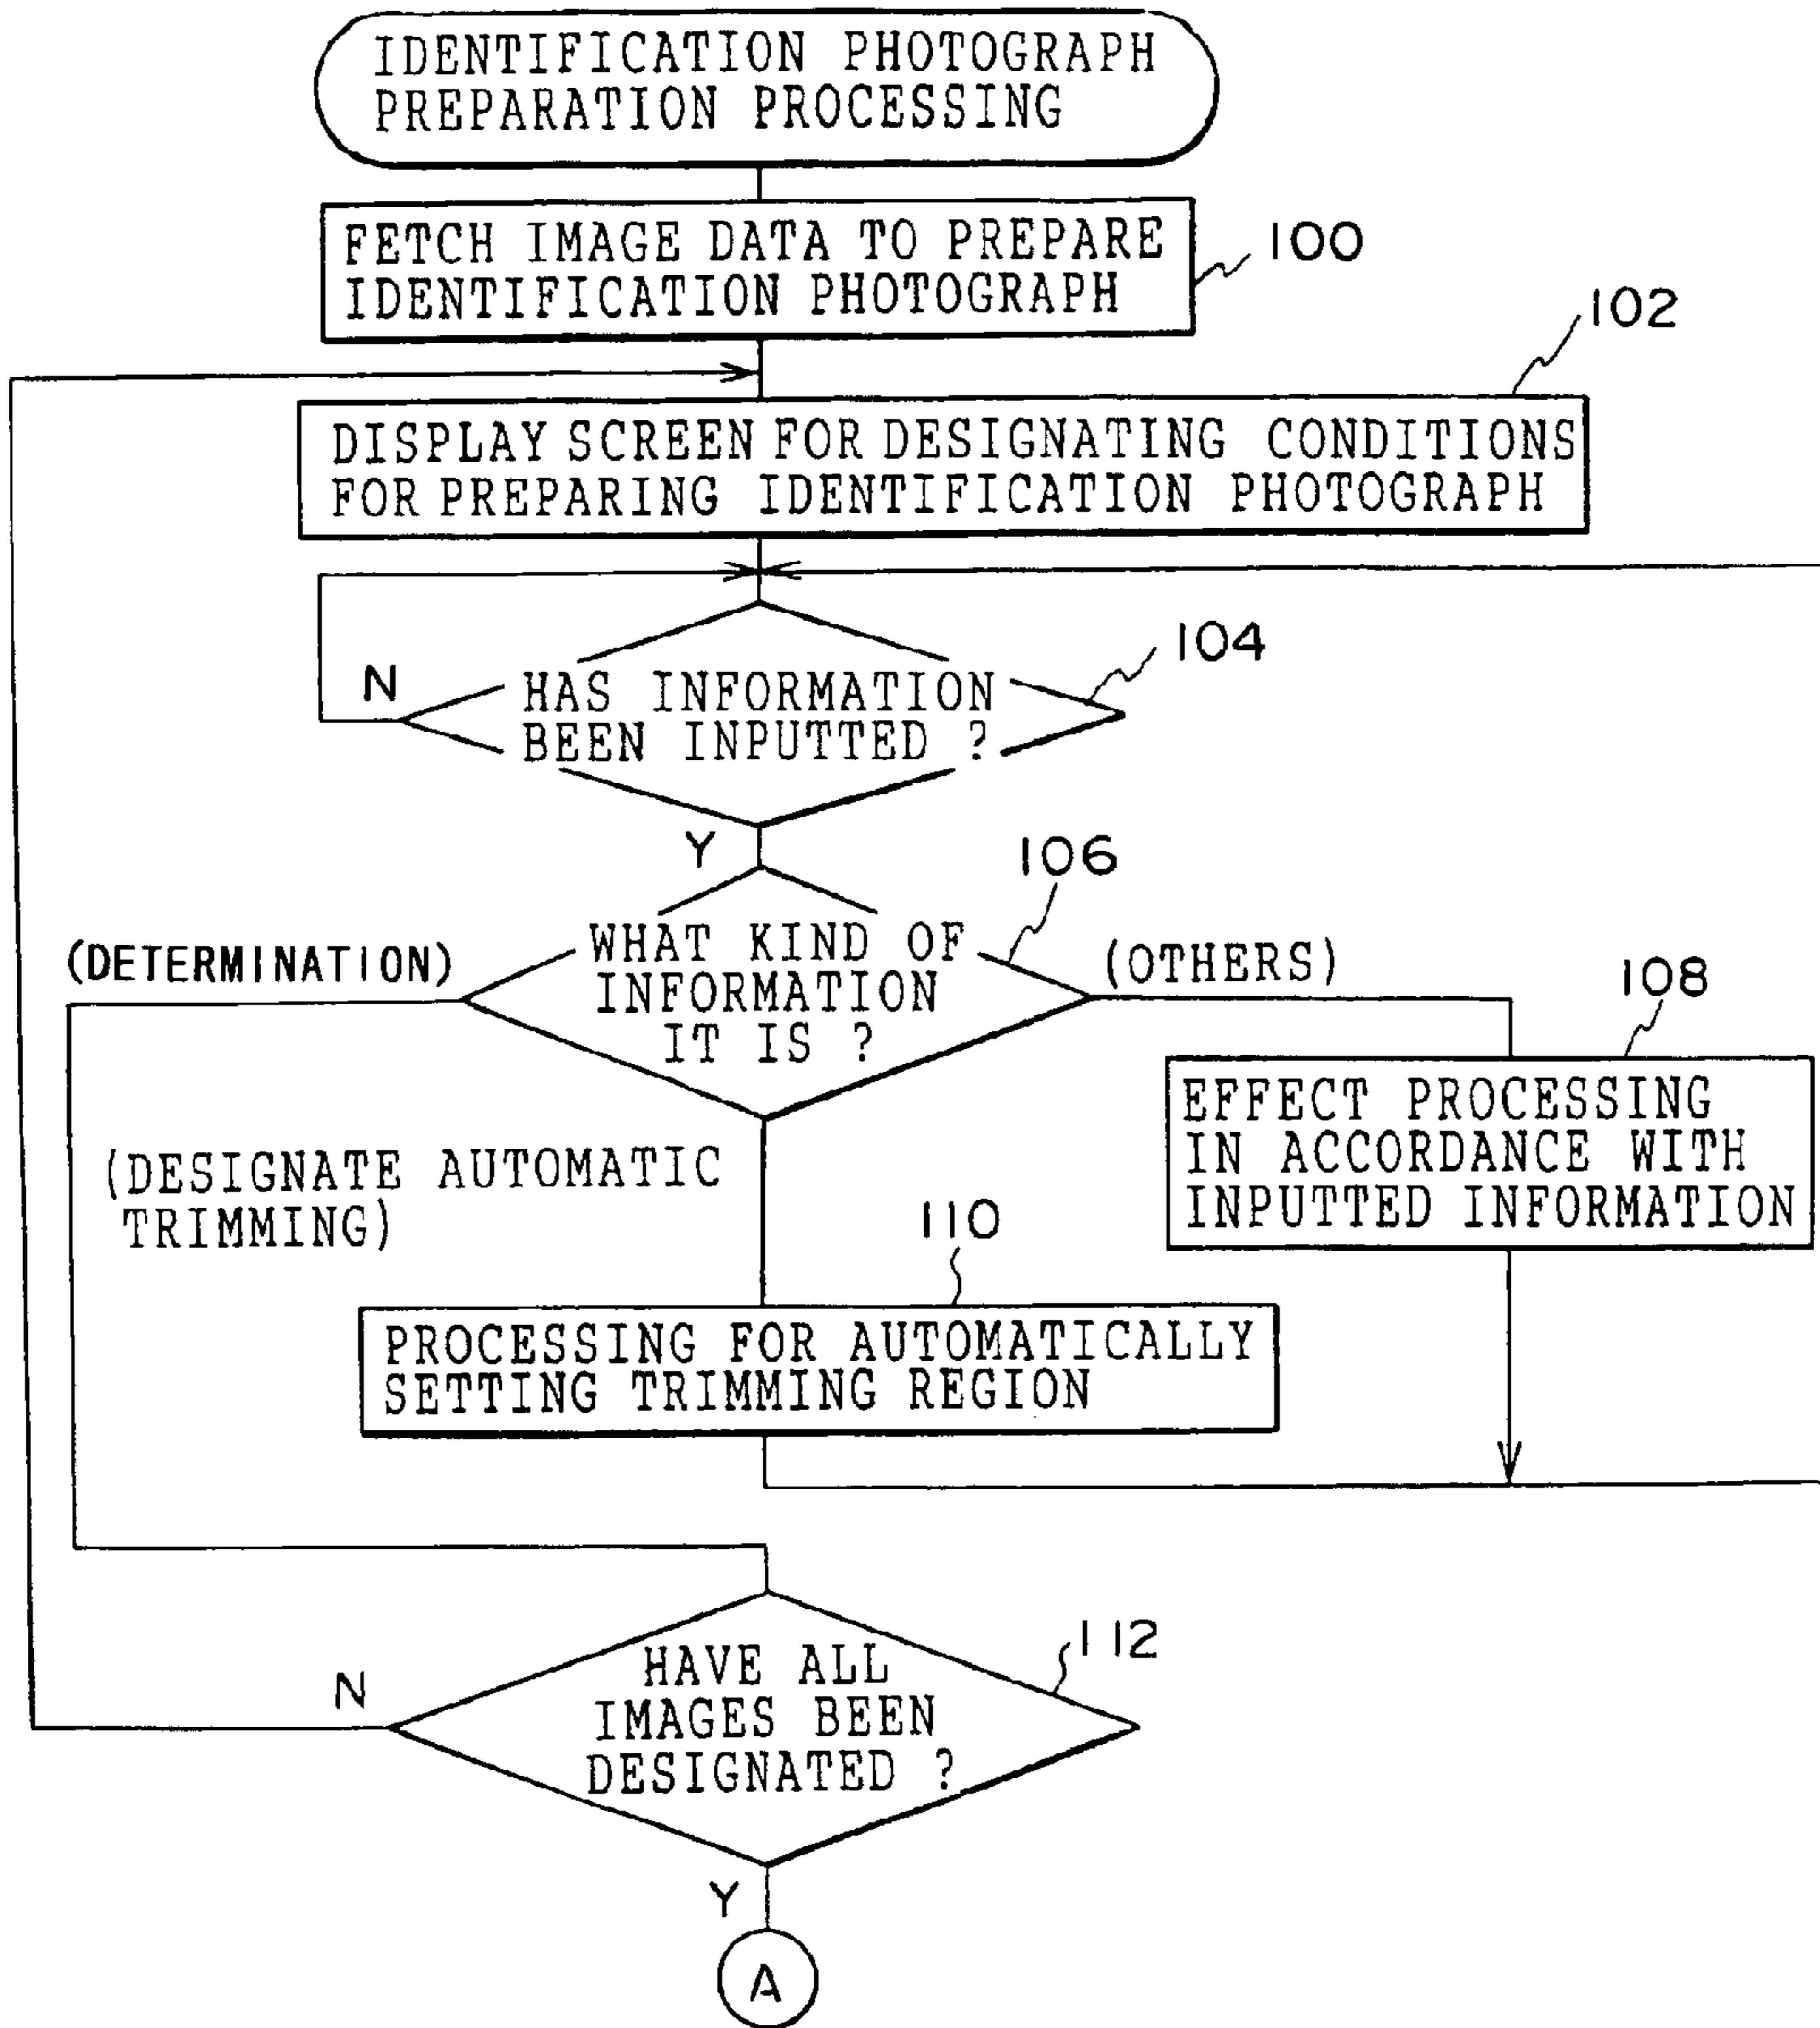 IDENTIFICATION PHOTOGRAPH
PREPARATION PROCESSING
FETCH IMAGE DATA TO PREPARE
IDENTIFICATION PHOTOGRAPH
100
102
DISPLAY SCREEN FOR DESIGNATING CONDITIONS
FOR PREPARING IDENTIFICATION PHOTOGRAPH
104
N
HAS INFORMATION
BEEN INPUTTED ?
Y
106
(DETERMINATION)
WHAT KIND OF
INFORMATION
IT IS ?
(OTHERS)
108
EFFECT PROCESSING
IN ACCORDANCE WITH
INPUTTED INFORMATION
(DESIGNATE AUTOMATIC
TRIMMING)
110
PROCESSING FOR AUTOMATICALLY
SETTING TRIMMING REGION
112
N
HAVE ALL
IMAGES BEEN
DESIGNATED ?
Y
A